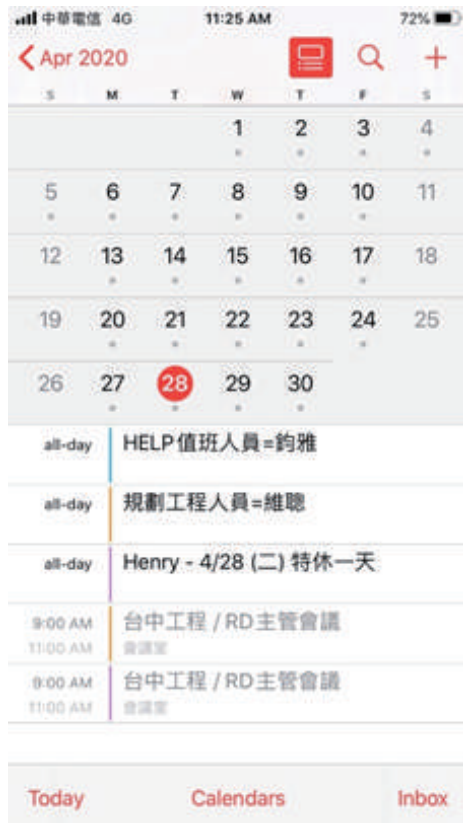 中華電信 4G 11:25 AM 72%
Apr 2020
S M T W T F S
1 2 3 4
5 6 7 8 9 10 11
12 13 14 15 16 17 18
19 20 21 22 23 24 25
26 27 28 29 30
all-day HELP值班人員=鈞雅
all-day 規劃工程人員=維聰
all-day Henry - 4/28 (二) 特休一天
9:00 AM 台中工程 / RD主管會議
11:00 AM 會議室
9:00 AM 台中工程 / RD主管會議
11:00 AM 會議室
Today Calendars Inbox